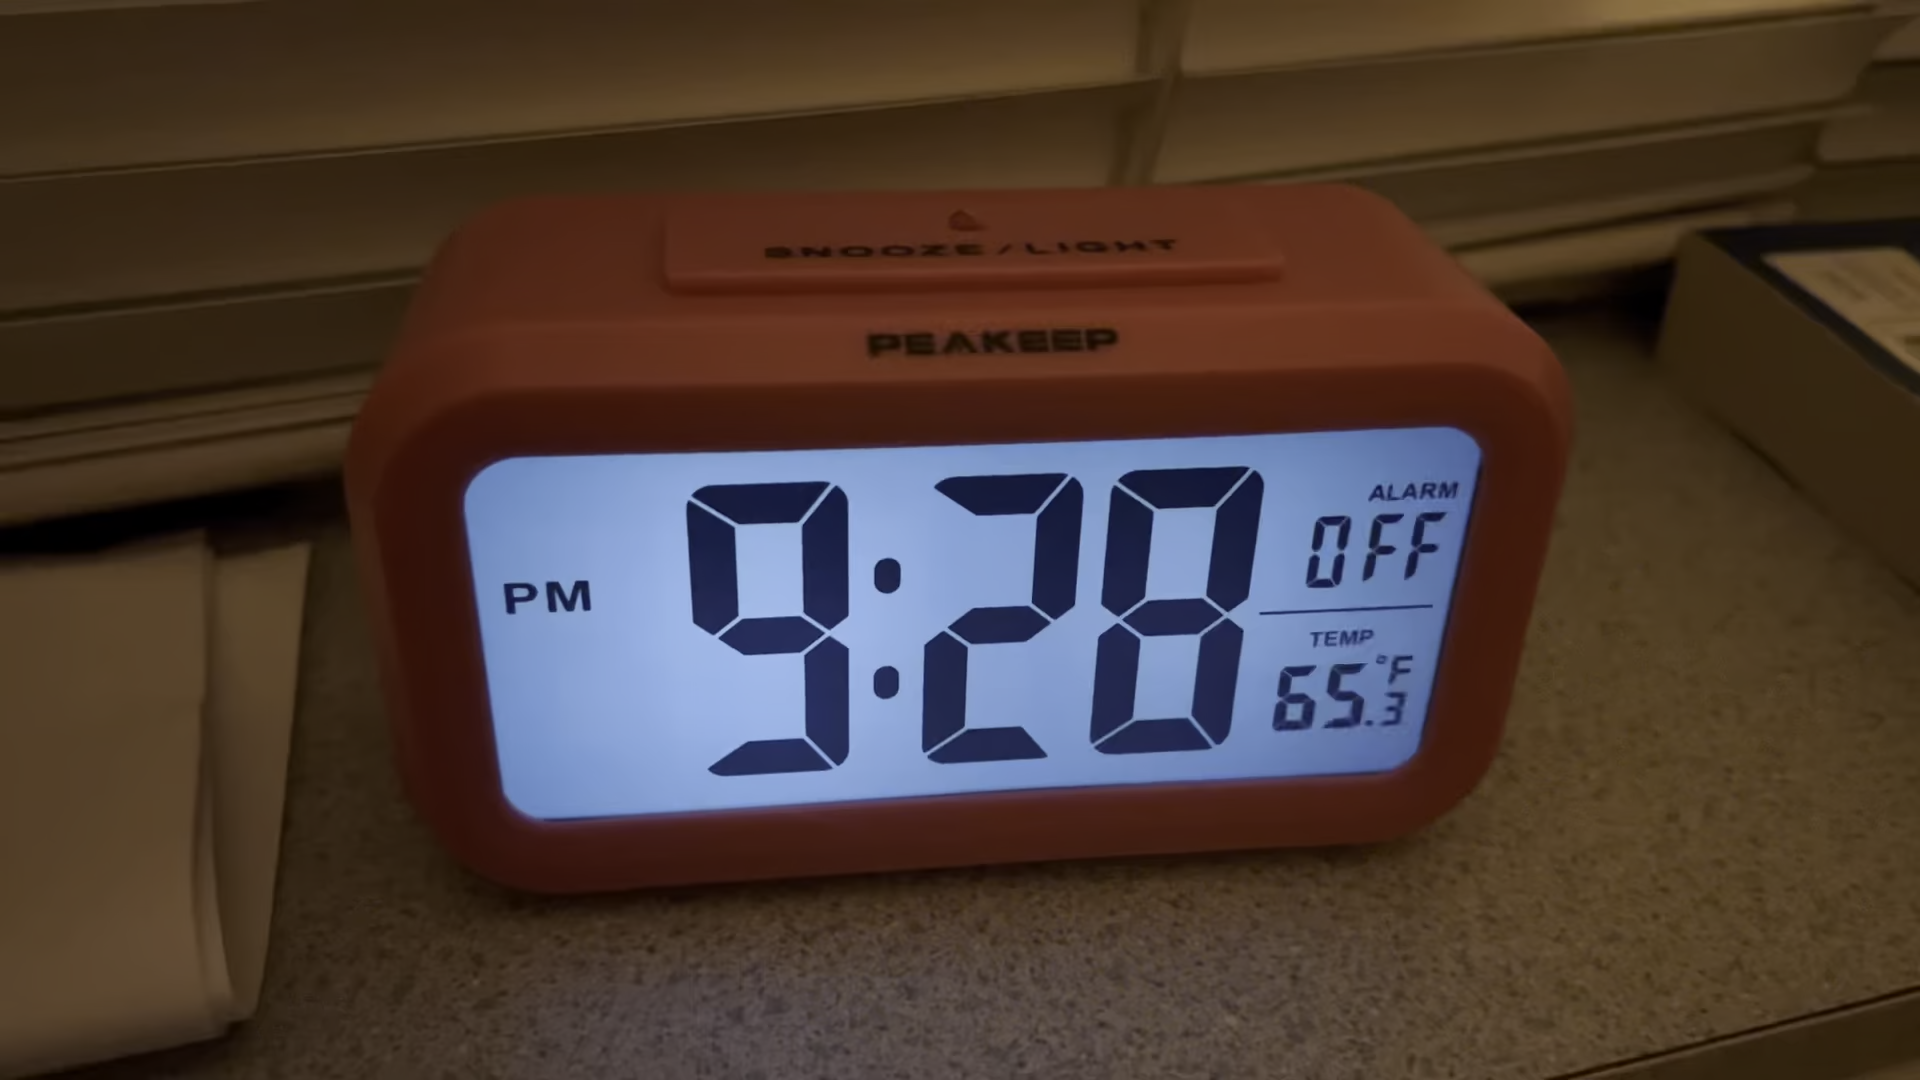 SNOOZE/LIGHT
PEAKEEP
PM
9:28
ALARM
OFF
TEMP
65.3°F